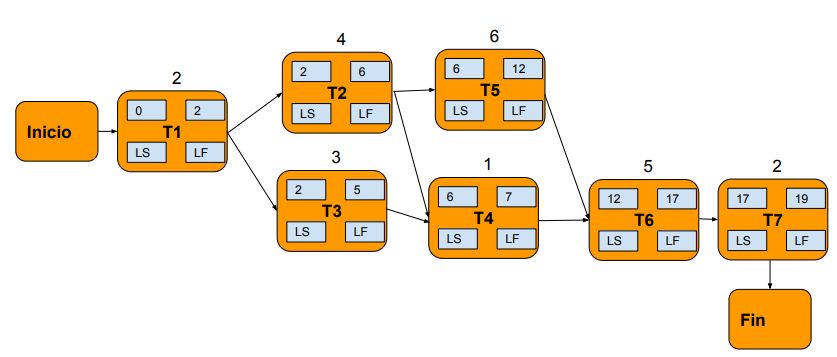 Inicio
2
0 2
T1
LS LF
4
2 6
T2
LS LF
3
2 5
T3
LS LF
6
6 12
T5
LS LF
1
6 7
T4
LS LF
5
12 17
T6
LS LF
2
17 19
T7
LS LF
Fin